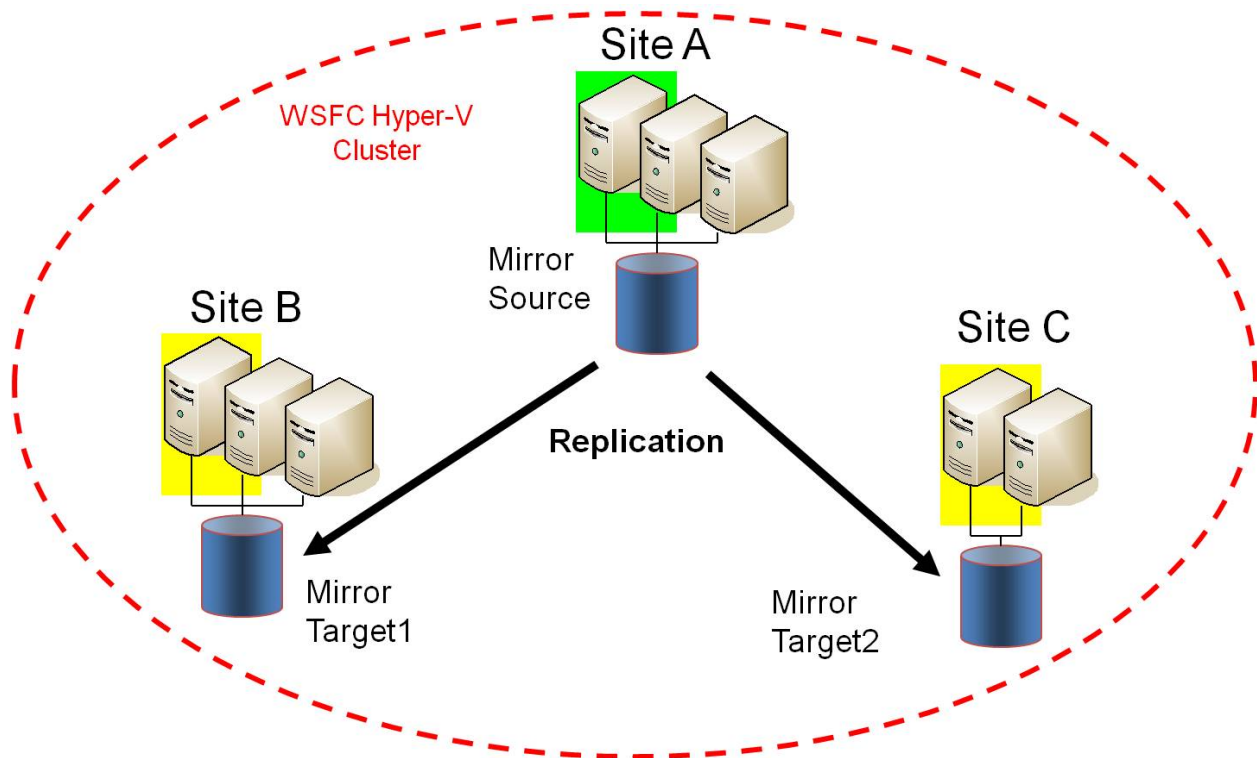 Site A
WSFC Hyper-V
Cluster
Mirror
Source
Site B
Site C
Replication
Mirror
Target1
Mirror
Target2